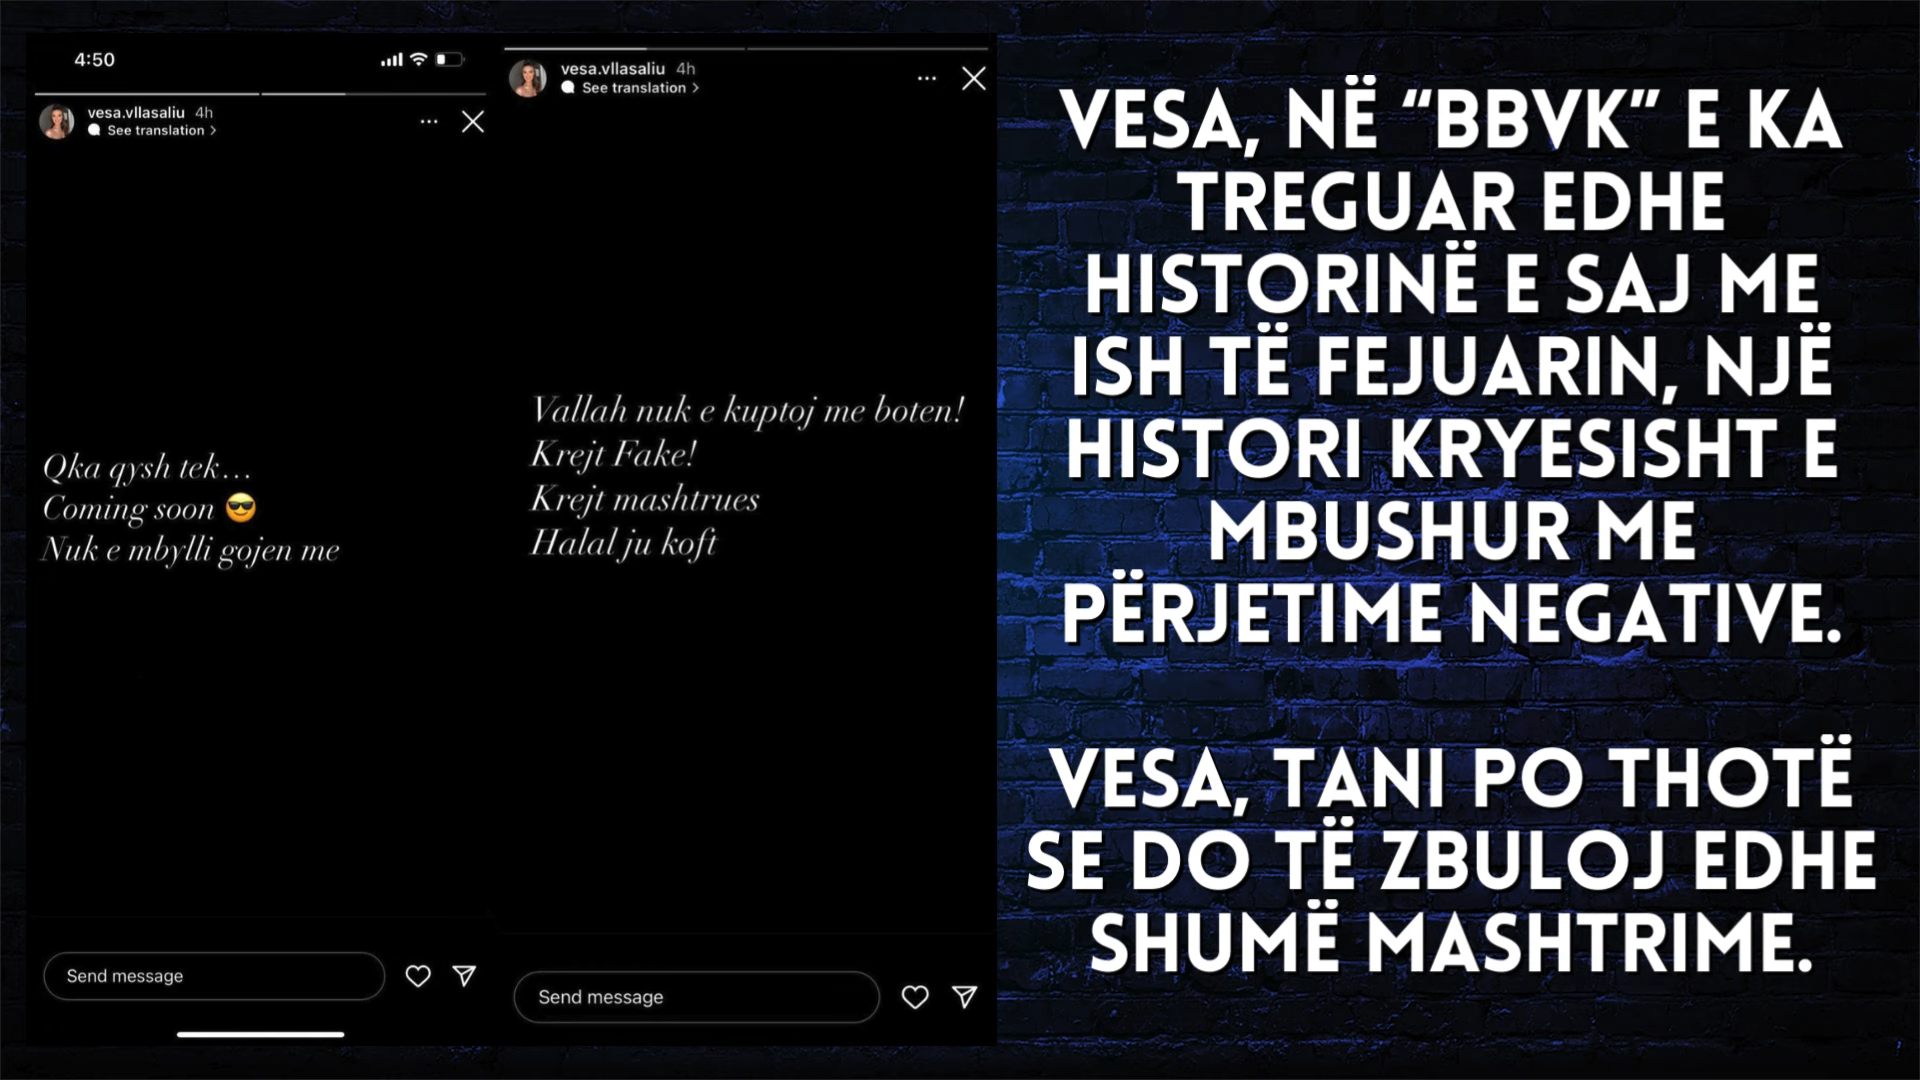 4:50
vesa.vllasaliu 4h
See translation >
Qka qysh tek...
Coming soon 😎
Nuk e mbylli gojen me
Send message
vesa.vllasaliu 4h
See translation >
Vallah nuk e kuptoj me boten!
Krejt Fake!
Krejt mashtrues
Halal ju koft
Send message
VESA, NË “BBVK” E KA
TREGUAR EDHE
HISTORINË E SAJ ME
ISH TË FEJUARIN, NJË
HISTORI KRYESISHT E
MBUSHUR ME
PËRJETIME NEGATIVE.
VESA, TANI PO THOTË
SE DO TË ZBULOJ EDHE
SHUMË MASHTRIME.